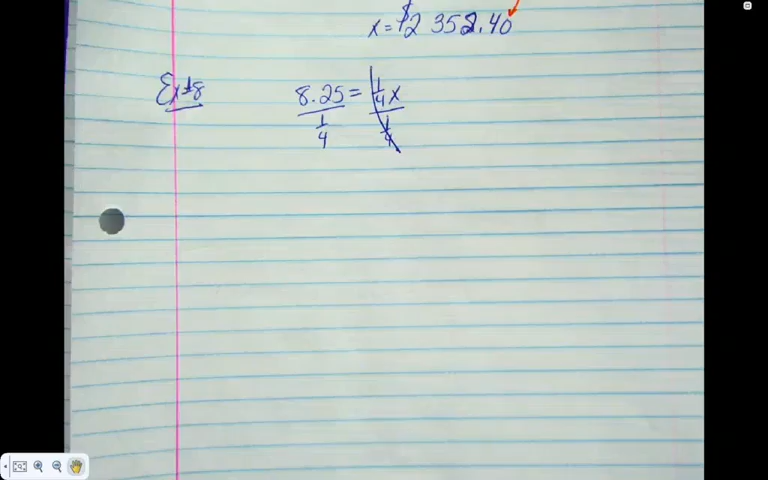 x = $2 352.40
Ex #8 8.25 = 1/4 x
1/4 1/4